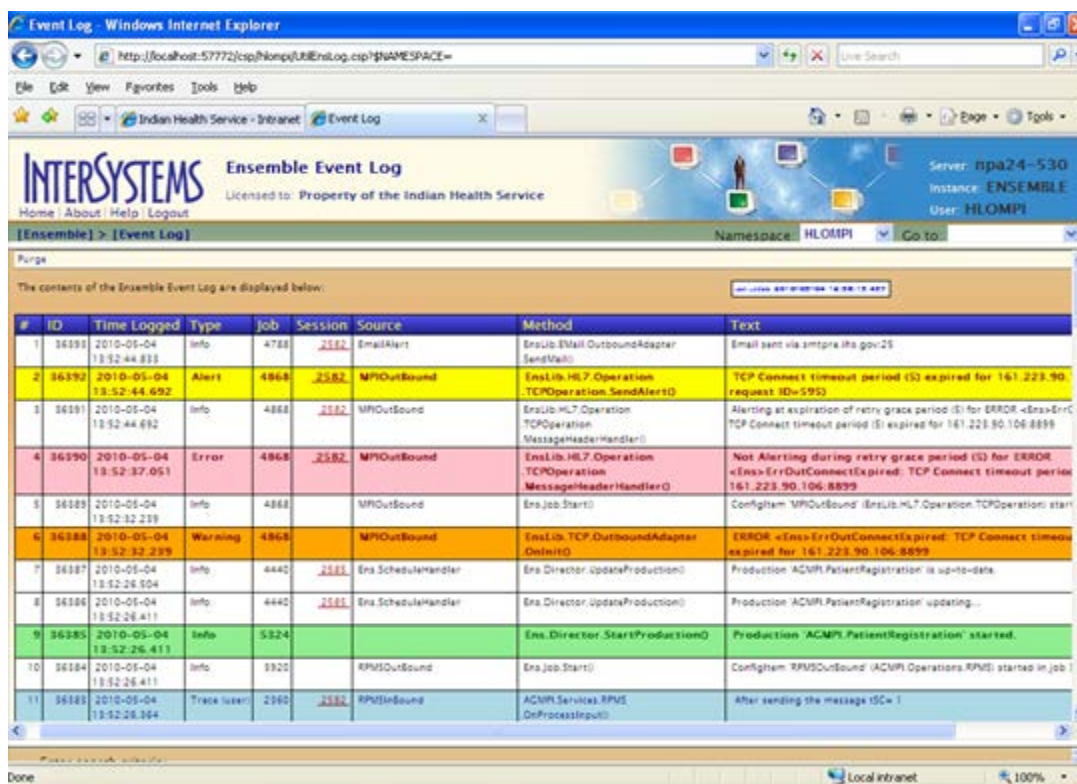 Event Log - Windows Internet Explorer
http://localhost:57772/csp/hlompi/UtilEnsLog.csp?$NAMESPACE=
Live Search
File Edit View Favorites Tools Help
Indian Health Service - Intranet Event Log Page Tools
INTERSYSTEMS Ensemble Event Log Server: npa24-530
Licensed to: Property of the Indian Health Service Instance: ENSEMBLE
Home | About | Help | Logout User: HLOMPI
[Ensemble] > [Event Log] Namespace: HLOMPI Go to:
Purge
The contents of the Ensemble Event Log are displayed below:
# ID Time Logged Type Job Session Source Method Text
1 36393 2010-05-04 Info 4788 2582 EmailAlert EnsLib.EMail.OutboundAdapter Email sent via smtpra.ihs.gov:25
13:52:44.833 .SendMail()
2 36392 2010-05-04 Alert 4868 2582 MPIOutBound EnsLib.HL7.Operation TCP Connect timeout period (5) expired for 161.223.90.
13:52:44.692 .TCPOperation.SendAlert() request ID=595)
3 36391 2010-05-04 Info 4868 2582 MPIOutBound EnsLib.HL7.Operation Alerting at expiration of retry grace period (5) for ERROR <Ens>ErrO
13:52:44.692 .TCPOperation TCP Connect timeout period (5) expired for 161.223.90.106:8899
.MessageHeaderHandler()
4 36390 2010-05-04 Error 4868 2582 MPIOutBound EnsLib.HL7.Operation Not Alerting during retry grace period (5) for ERROR
13:52:37.051 .TCPOperation <Ens>ErrOutConnectExpired: TCP Connect timeout period
.MessageHeaderHandler() 161.223.90.106:8899
5 36389 2010-05-04 Info 4868 MPIOutBound Ens.Job.Start() ConfigItem 'MPIOutBound' (EnsLib.HL7.Operation.TCPOperation) start
13:52:32.239
6 36388 2010-05-04 Warning 4868 MPIOutBound EnsLib.TCP.OutboundAdapter ERROR <Ens>ErrOutConnectExpired: TCP Connect timeou
13:52:32.239 .OnInit() expired for 161.223.90.106:8899
7 36387 2010-05-04 Info 4440 2585 Ens.ScheduleHandler Ens.Director.UpdateProduction() Production 'AGMPI.PatientRegistration' is up-to-date.
13:52:26.504
8 36386 2010-05-04 Info 4440 2585 Ens.ScheduleHandler Ens.Director.UpdateProduction() Production 'AGMPI.PatientRegistration' updating...
13:52:26.411
9 36385 2010-05-04 Info 5324 Ens.Director.StartProduction() Production 'AGMPI.PatientRegistration' started.
13:52:26.411
10 36384 2010-05-04 Info 5920 RPMSOutBound Ens.Job.Start() ConfigItem 'RPMSOutBound' (AGMPI.Operations.RPMS) started in job
13:52:26.411
11 36383 2010-05-04 Trace (user) 2360 2582 RPMSInBound AGMPI.Services.RPMS After sending the message tSC= 1
13:52:26.364 .OnProcessInput()
Done Local intranet 100%